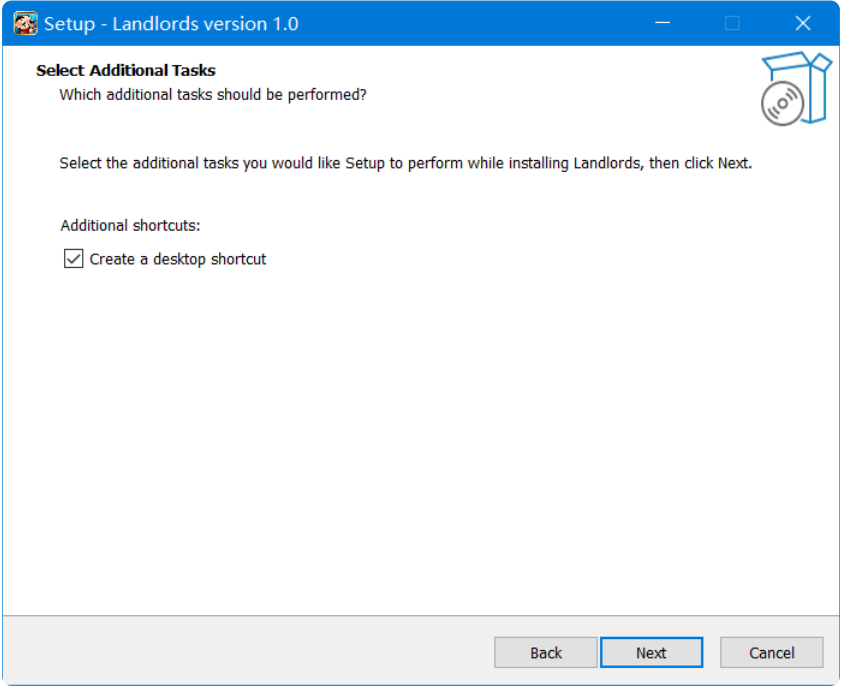 Setup - Landlords version 1.0
Select Additional Tasks
Which additional tasks should be performed?
Select the additional tasks you would like Setup to perform while installing Landlords, then click Next.
Additional shortcuts:
Create a desktop shortcut
Back Next Cancel